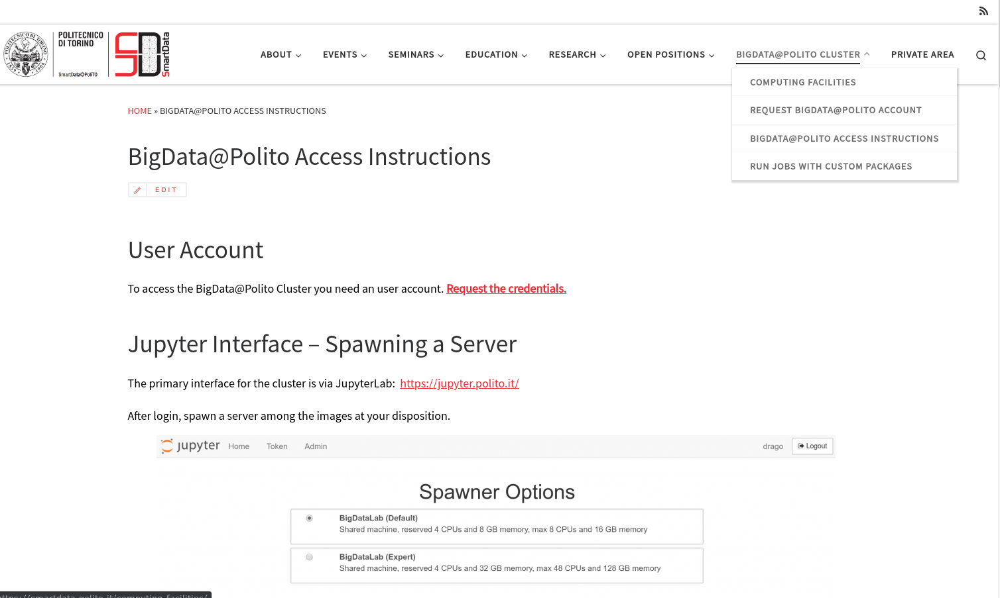 POLITECNICO
DI TORINO
SmartData@PoliTO
SmartData
ABOUT
EVENTS
SEMINARS
EDUCATION
RESEARCH
OPEN POSITIONS
BIGDATA@POLITO CLUSTER
PRIVATE AREA
COMPUTING FACILITIES
REQUEST BIGDATA@POLITO ACCOUNT
BIGDATA@POLITO ACCESS INSTRUCTIONS
RUN JOBS WITH CUSTOM PACKAGES
HOME » BIGDATA@POLITO ACCESS INSTRUCTIONS
BigData@Polito Access Instructions
EDIT
User Account
To access the BigData@Polito Cluster you need an user account. Request the credentials.
Jupyter Interface – Spawning a Server
The primary interface for the cluster is via JupyterLab: https://jupyter.polito.it/
After login, spawn a server among the images at your disposition.
jupyter Home Token Admin drago Logout
Spawner Options
BigDataLab (Default)
Shared machine, reserved 4 CPUs and 8 GB memory, max 8 CPUs and 16 GB memory
BigDataLab (Expert)
Shared machine, reserved 4 CPUs and 32 GB memory, max 48 CPUs and 128 GB memory
https://smartdata.polito.it/computing-facilities/